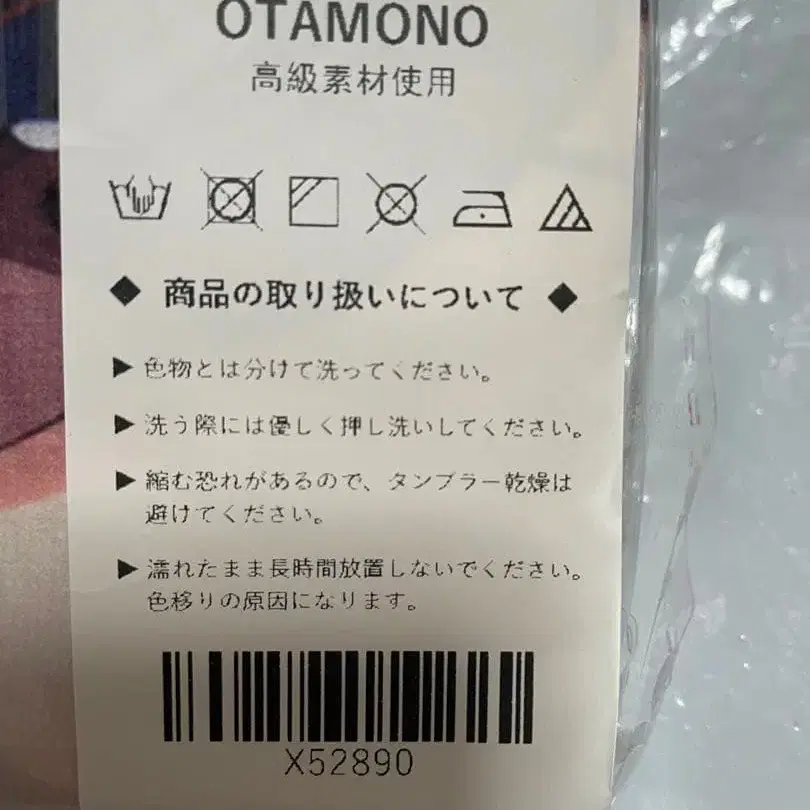 OTAMONO
高級素材使用
◆ 商品の取り扱いについて ◆
▶ 色物とは分けて洗ってください。
▶ 洗う際には優しく押し洗いしてください。
▶ 縮む恐れがあるので、タンブラー乾燥は
避けてください。
▶ 濡れたまま長時間放置しないでください。
色移りの原因になります。
X52890